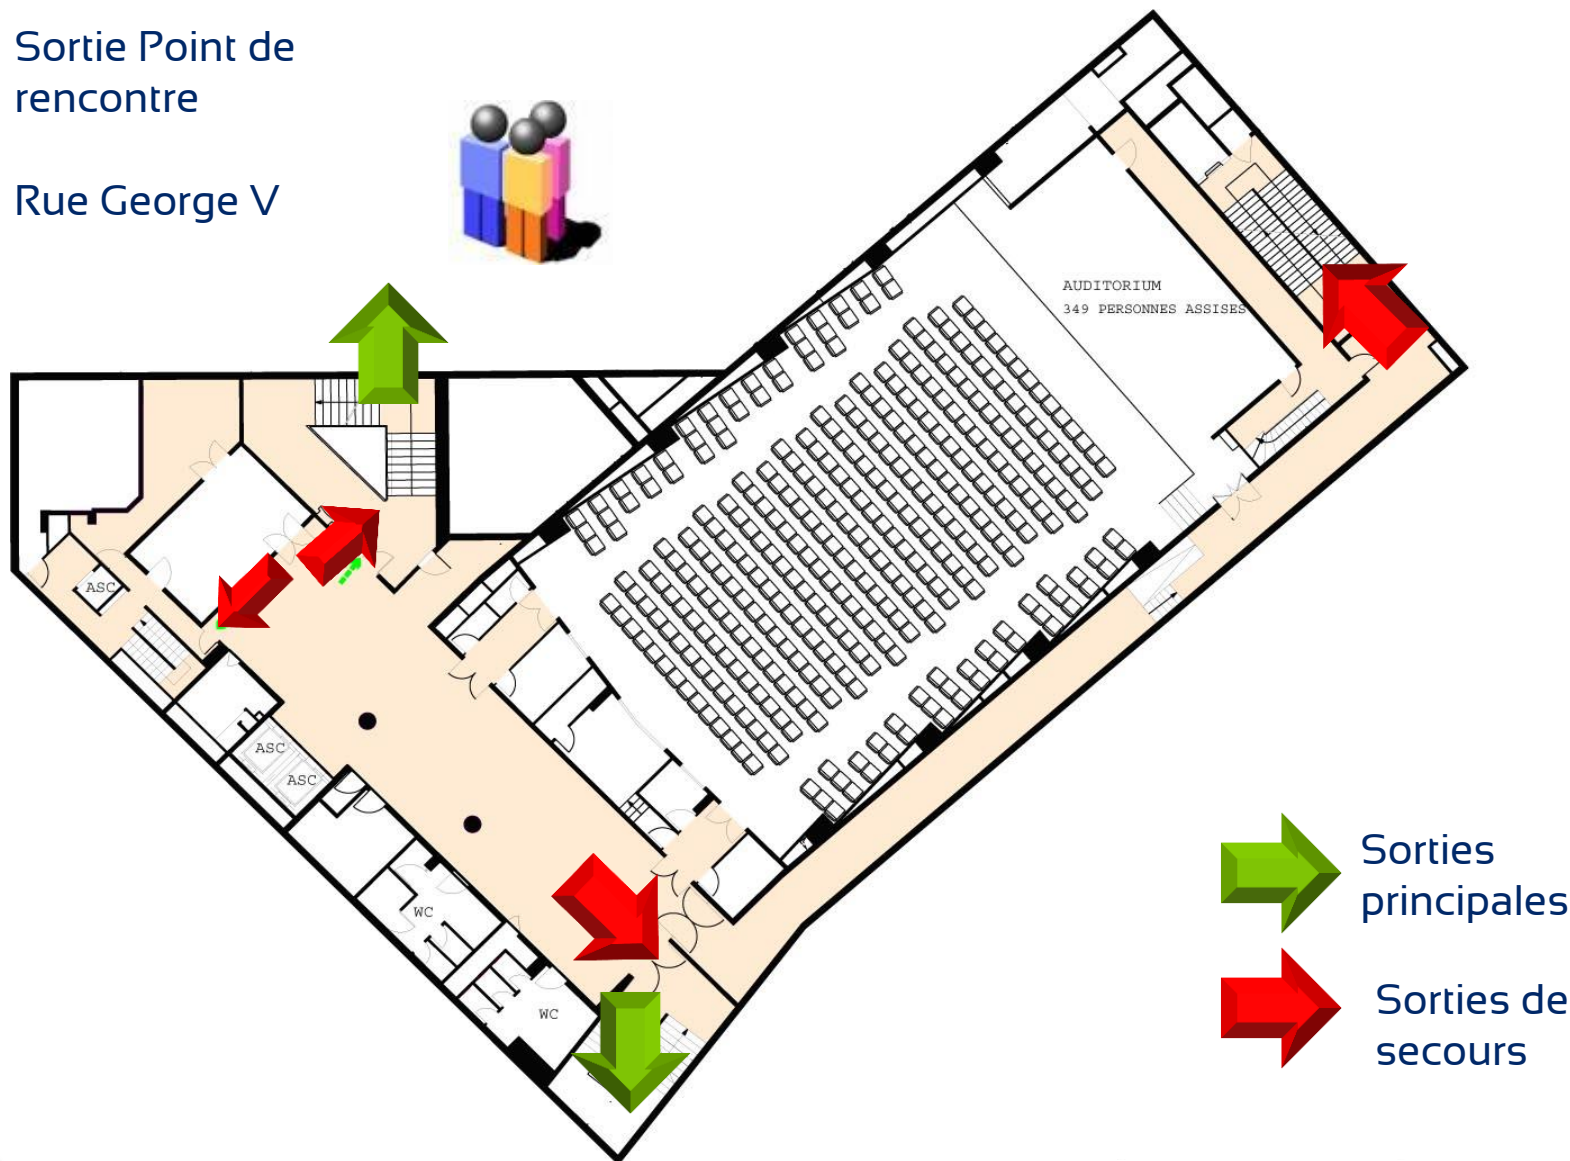 Sortie Point de
rencontre
Rue George V
AUDITORIUM
349 PERSONNES ASSISES
ASC
ASC
ASC
WC
WC
Sorties
principales
Sorties de
secours